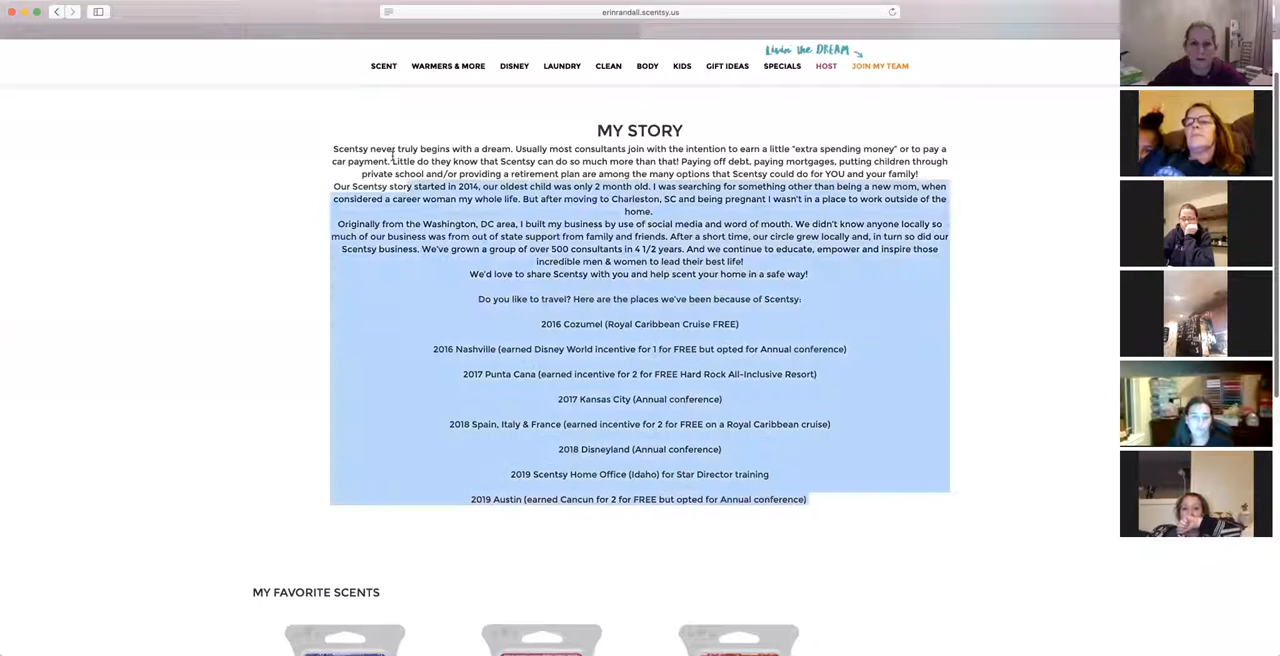 erinrandall.scentsy.us
Livin' the DREAM
SCENT WARMERS & MORE DISNEY LAUNDRY CLEAN BODY KIDS GIFT IDEAS SPECIALS HOST JOIN MY TEAM
MY STORY
Scentsy never truly begins with a dream. Usually most consultants join with the intention to earn a little "extra spending money" or to pay a
car payment. Little do they know that Scentsy can do so much more than that! Paying off debt, paying mortgages, putting children through
private school and/or providing a retirement plan are among the many options that Scentsy could do for YOU and your family!
Our Scentsy story started in 2014, our oldest child was only 2 month old. I was searching for something other than being a new mom, when
considered a career woman my whole life. But after moving to Charleston, SC and being pregnant I wasn't in a place to work outside of the
home.
Originally from the Washington, DC area, I built my business by use of social media and word of mouth. We didn't know anyone locally so
much of our business was from out of state support from family and friends. After a short time, our circle grew locally and, in turn so did our
Scentsy business. We've grown a group of over 500 consultants in 4 1/2 years. And we continue to educate, empower and inspire those
incredible men & women to lead their best life!
We'd love to share Scentsy with you and help scent your home in a safe way!
Do you like to travel? Here are the places we've been because of Scentsy:
2016 Cozumel (Royal Caribbean Cruise FREE)
2016 Nashville (earned Disney World incentive for 1 for FREE but opted for Annual conference)
2017 Punta Cana (earned incentive for 2 for FREE Hard Rock All-Inclusive Resort)
2017 Kansas City (Annual conference)
2018 Spain, Italy & France (earned incentive for 2 for FREE on a Royal Caribbean cruise)
2018 Disneyland (Annual conference)
2019 Scentsy Home Office (Idaho) for Star Director training
2019 Austin (earned Cancun for 2 for FREE but opted for Annual conference)
MY FAVORITE SCENTS